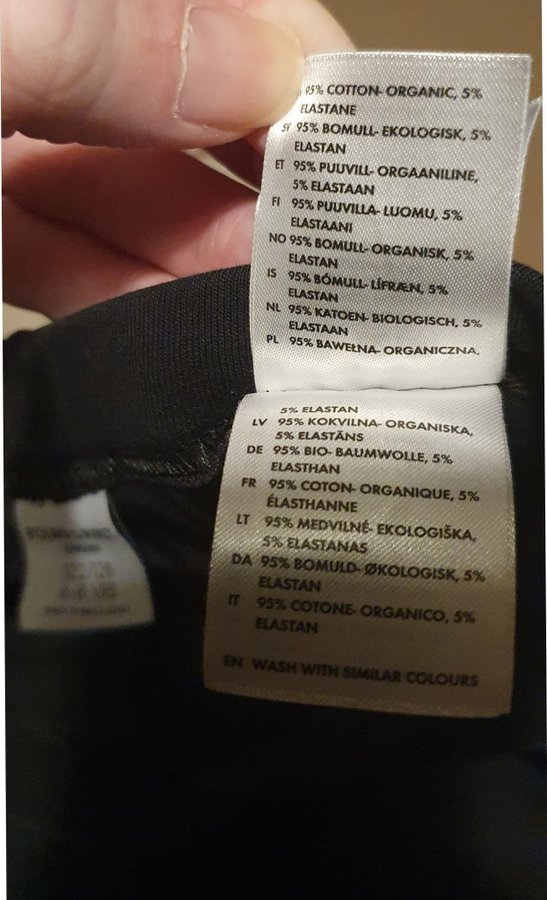 95% COTTON- ORGANIC, 5%
ELASTANE
SV 95% BOMULL- EKOLOGISK, 5%
ELASTAN
ET 95% PUUVILL- ORGAANILINE,
5% ELASTAAN
FI 95% PUUVILLA- LUOMU, 5%
ELASTAANI
NO 95% BOMULL- ORGANISK, 5%
ELASTAN
IS 95% BÓMULL- LÍFRÆN, 5%
ELASTAN
NL 95% KATOEN- BIOLOGISCH, 5%
ELASTAAN
PL 95% BAWEŁNA- ORGANICZNA,
5% ELASTAN
LV 95% KOKVILNA- ORGANISKA,
5% ELASTĀNS
DE 95% BIO- BAUMWOLLE, 5%
ELASTHAN
FR 95% COTON- ORGANIQUE, 5%
ÉLASTHANNE
LT 95% MEDVILNĖ- EKOLOGIŠKA,
5% ELASTANAS
DA 95% BOMULD- ØKOLOGISK, 5%
ELASTAN
IT 95% COTONE- ORGANICO, 5%
ELASTAN
EN WASH WITH SIMILAR COLOURS